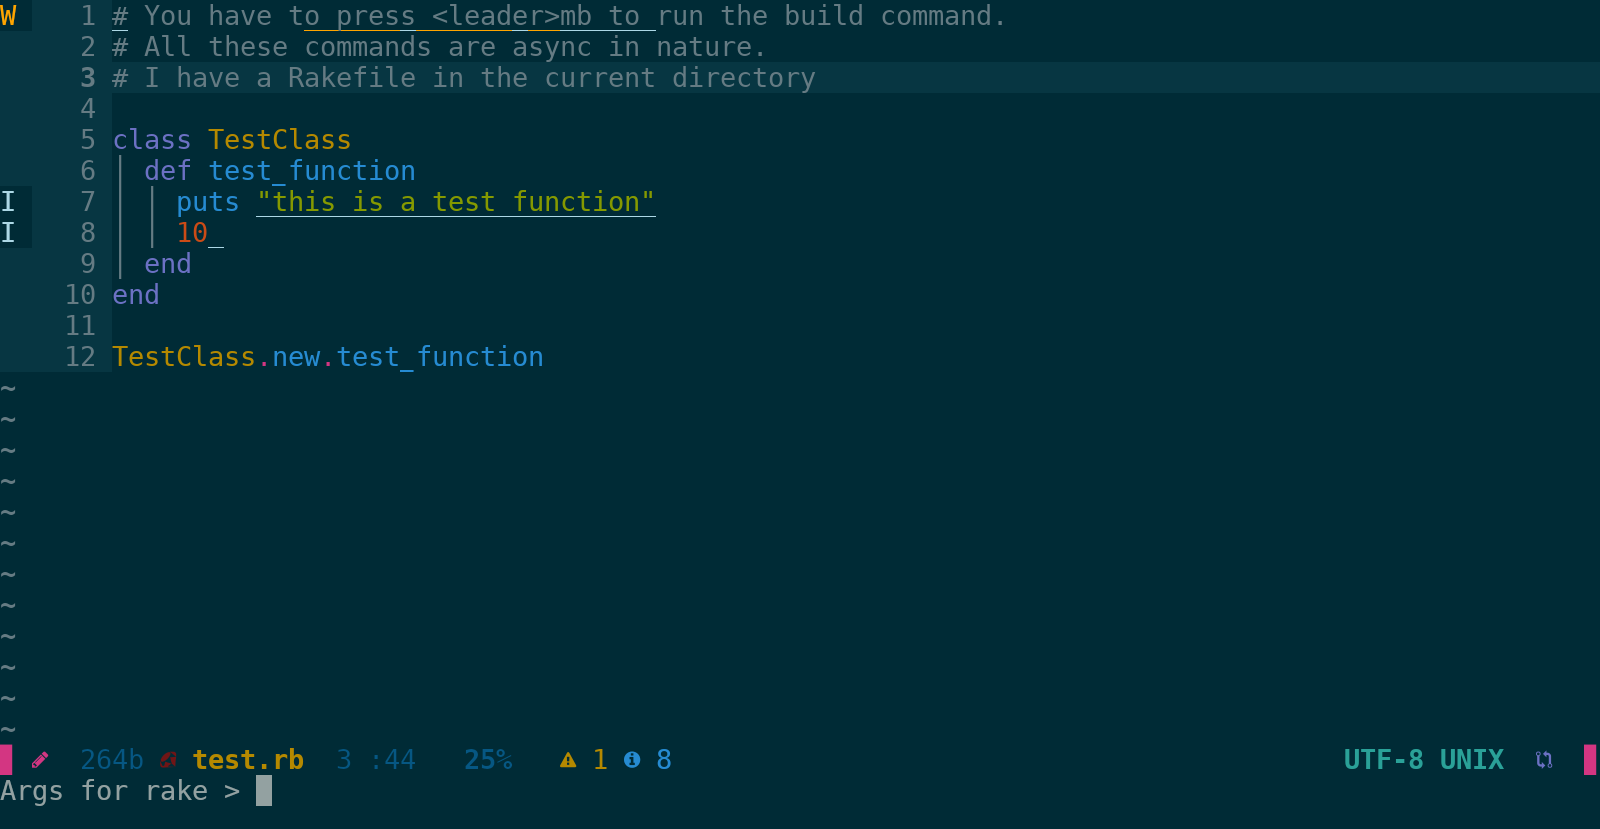 W 1 # You have to press <leader>mb to run the build command.
2 # All these commands are async in nature.
3 # I have a Rakefile in the current directory
4
5 class TestClass
6 def test_function
I 7 puts "this is a test function"
I 8 10
9 end
10 end
11
12 TestClass.new.test_function
~
~
~
~
~
~
~
~
~
~
~
~
264b test.rb 3 :44 25% 1 8 UTF-8 UNIX
Args for rake >